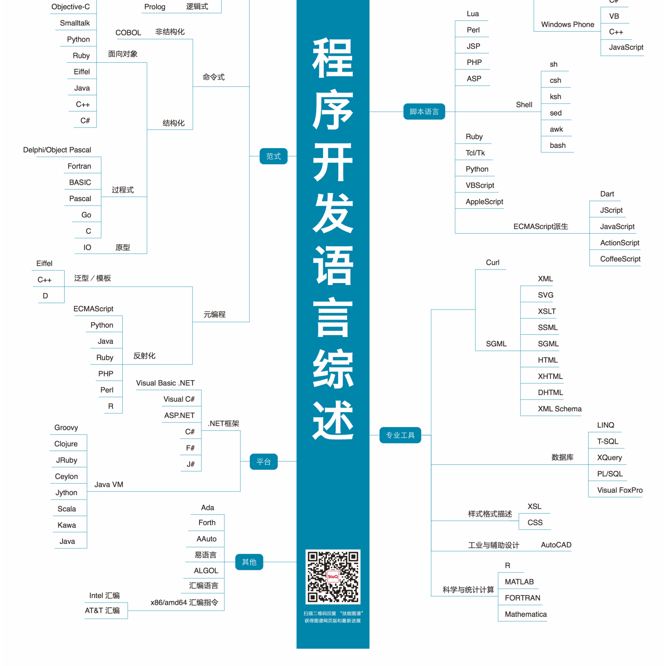 Objective-C
Smalltalk
Python
Ruby
Eiffel
Java
C++
C#
面向对象
COBOL
非结构化
Prolog
逻辑式
命令式
结构化
Delphi/Object Pascal
Fortran
BASIC
Pascal
Go
C
过程式
IO
原型
范式
Eiffel
C++
D
泛型／模板
元编程
ECMAScript
Python
Java
Ruby
PHP
Perl
R
反射化
Visual Basic .NET
Visual C#
ASP.NET
C#
F#
J#
.NET框架
平台
Groovy
Clojure
JRuby
Ceylon
Jython
Scala
Kawa
Java
Java VM
Ada
Forth
AAuto
易语言
ALGOL
汇编语言
x86/amd64 汇编指令
Intel 汇编
AT&T 汇编
其他
程序开发语言综述
扫描二维码回复“技能图谱”
获得图谱网页版和最新进展
C#
VB
C++
JavaScript
Windows Phone
Lua
Perl
JSP
PHP
ASP
脚本语言
Shell
sh
csh
ksh
sed
awk
bash
Ruby
Tcl/Tk
Python
VBScript
AppleScript
ECMAScript派生
Dart
JScript
JavaScript
ActionScript
CoffeeScript
Curl
SGML
XML
SVG
XSLT
SSML
SGML
HTML
XHTML
DHTML
XML Schema
专业工具
数据库
LINQ
T-SQL
XQuery
PL/SQL
Visual FoxPro
样式格式描述
XSL
CSS
工业与辅助设计
AutoCAD
科学与统计计算
R
MATLAB
FORTRAN
Mathematica